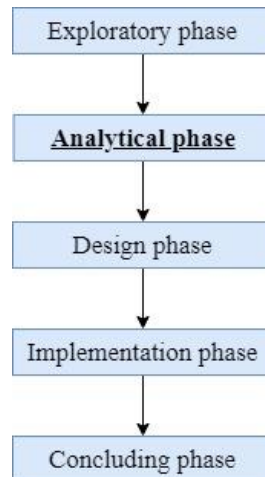 Exploratory phase
Analytical phase
Design phase
Implementation phase
Concluding phase